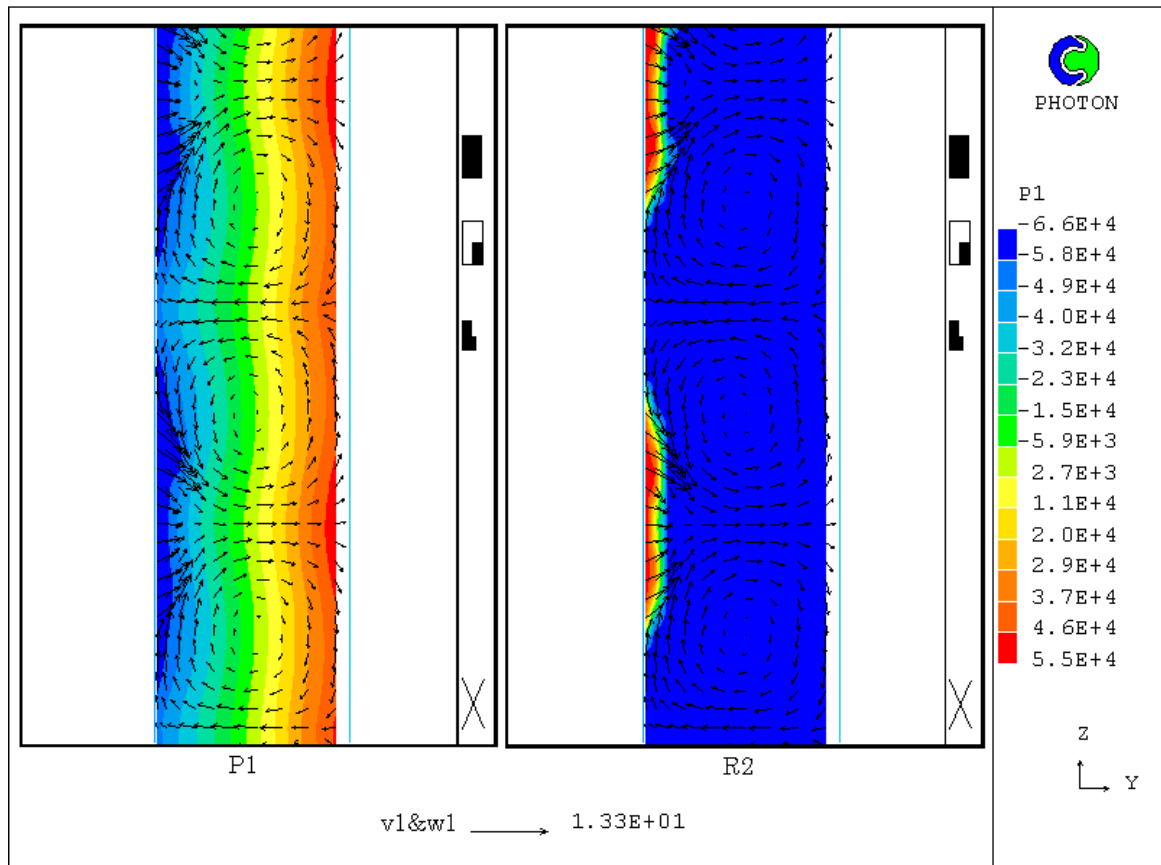 PHOTON
P1
-6.6E+4
-5.8E+4
-4.9E+4
-4.0E+4
-3.2E+4
-2.3E+4
-1.5E+4
-5.9E+3
2.7E+3
1.1E+4
2.0E+4
2.9E+4
3.7E+4
4.6E+4
5.5E+4
Z
Y
P1
R2
v1&w1 1.33E+01